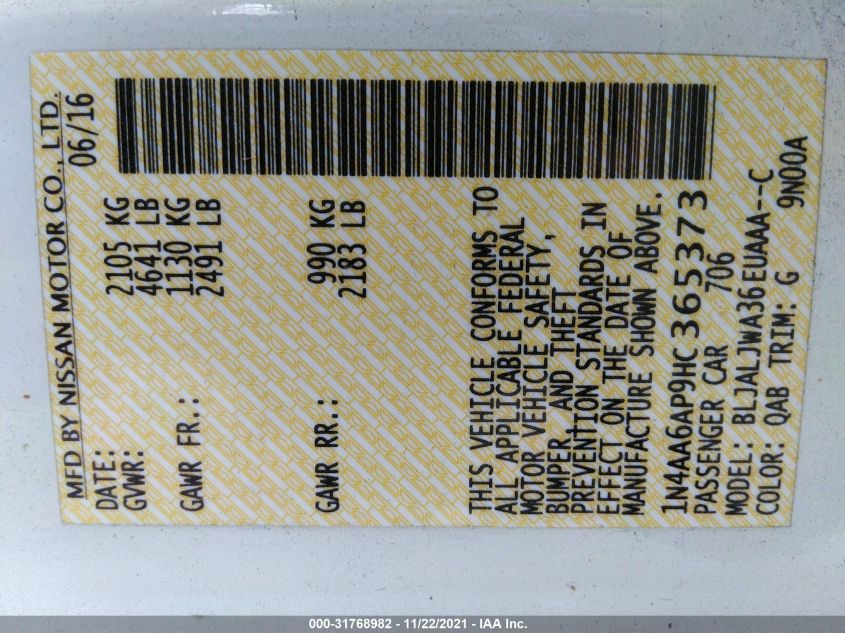 MFD BY NISSAN MOTOR CO., LTD.
DATE: 06/16
GVWR: 2105 KG
4641 LB
GAWR FR.: 1130 KG
2491 LB
GAWR RR.: 990 KG
2183 LB
THIS VEHICLE CONFORMS TO
ALL APPLICABLE FEDERAL
MOTOR VEHICLE SAFETY,
BUMPER, AND THEFT
PREVENTION STANDARDS IN
EFFECT ON THE DATE OF
MANUFACTURE SHOWN ABOVE.
1N4AA6AP9HC365373
PASSENGER CAR 706
MODEL: BLJALJWA36EUAAA--C
COLOR: QAB TRIM: G 9N00A
000-31768982 - 11/22/2021 - IAA Inc.